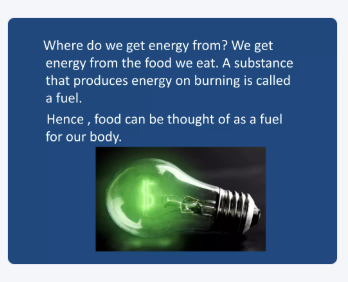 Where do we get energy from? We get
energy from the food we eat. A substance
that produces energy on burning is called
a fuel.
Hence , food can be thought of as a fuel
for our body.
$